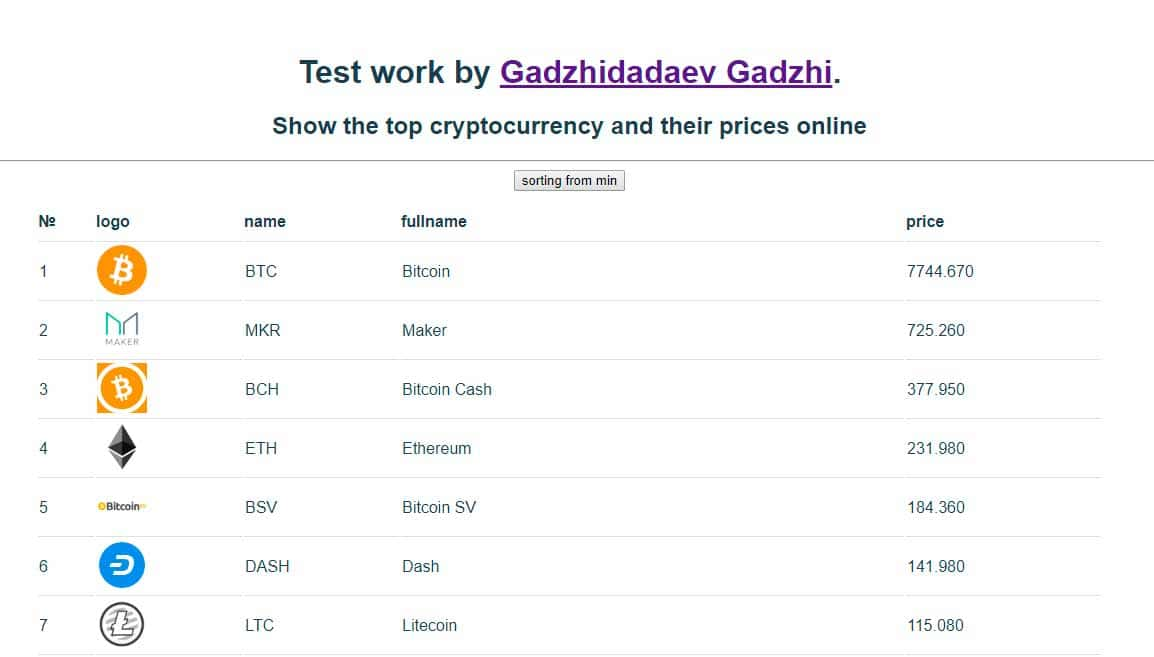 Test work by Gadzhidadaev Gadzhi.
Show the top cryptocurrency and their prices online
sorting from min
№ logo name fullname price
1 BTC Bitcoin 7744.670
2 MAKER MKR Maker 725.260
3 BCH Bitcoin Cash 377.950
4 ETH Ethereum 231.980
5 Bitcoin BSV Bitcoin SV 184.360
6 DASH Dash 141.980
7 LTC Litecoin 115.080